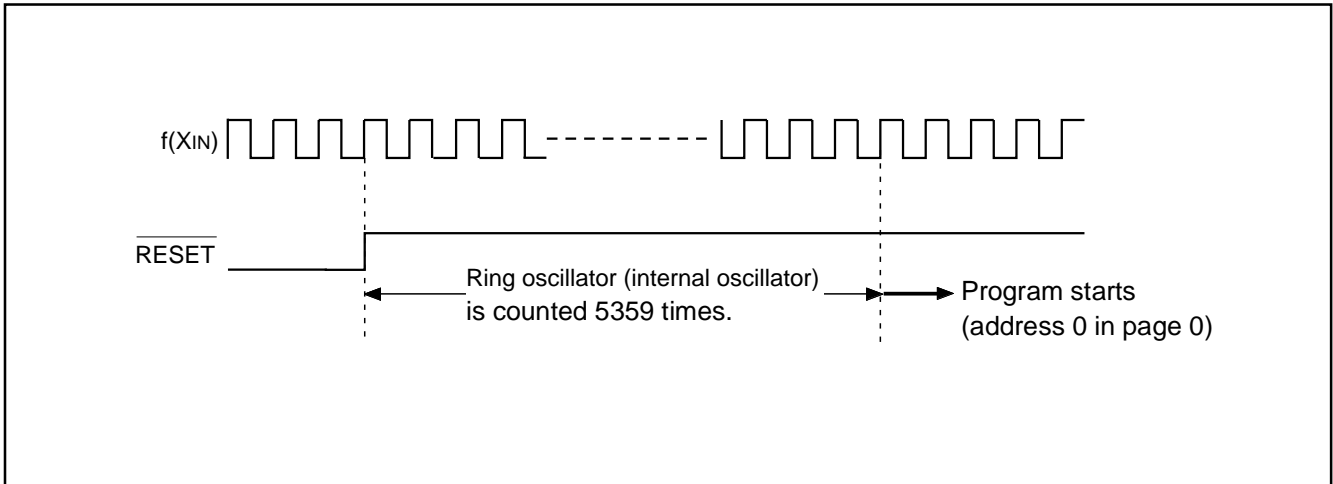 f(XIN)
RESET
Ring oscillator (internal oscillator)
is counted 5359 times.
Program starts
(address 0 in page 0)